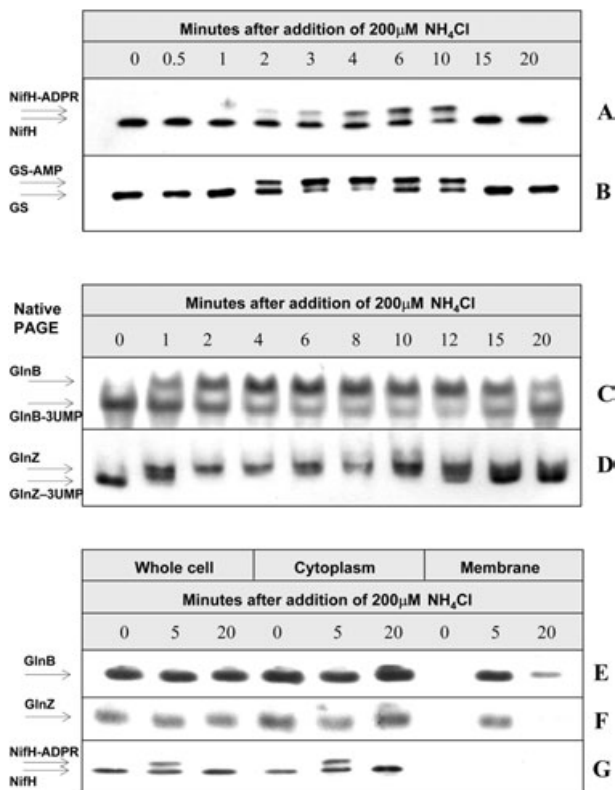 Minutes after addition of 200µM NH₄Cl
0 0.5 1 2 3 4 6 10 15 20
NifH-ADPR
NifH
A
GS-AMP
GS
B
Native PAGE
Minutes after addition of 200µM NH₄Cl
0 1 2 4 6 8 10 12 15 20
GlnB
GlnB-3UMP
C
GlnZ
GlnZ–3UMP
D
Whole cell Cytoplasm Membrane
Minutes after addition of 200µM NH₄Cl
0 5 20 0 5 20 0 5 20
GlnB
E
GlnZ
F
NifH-ADPR
NifH
G